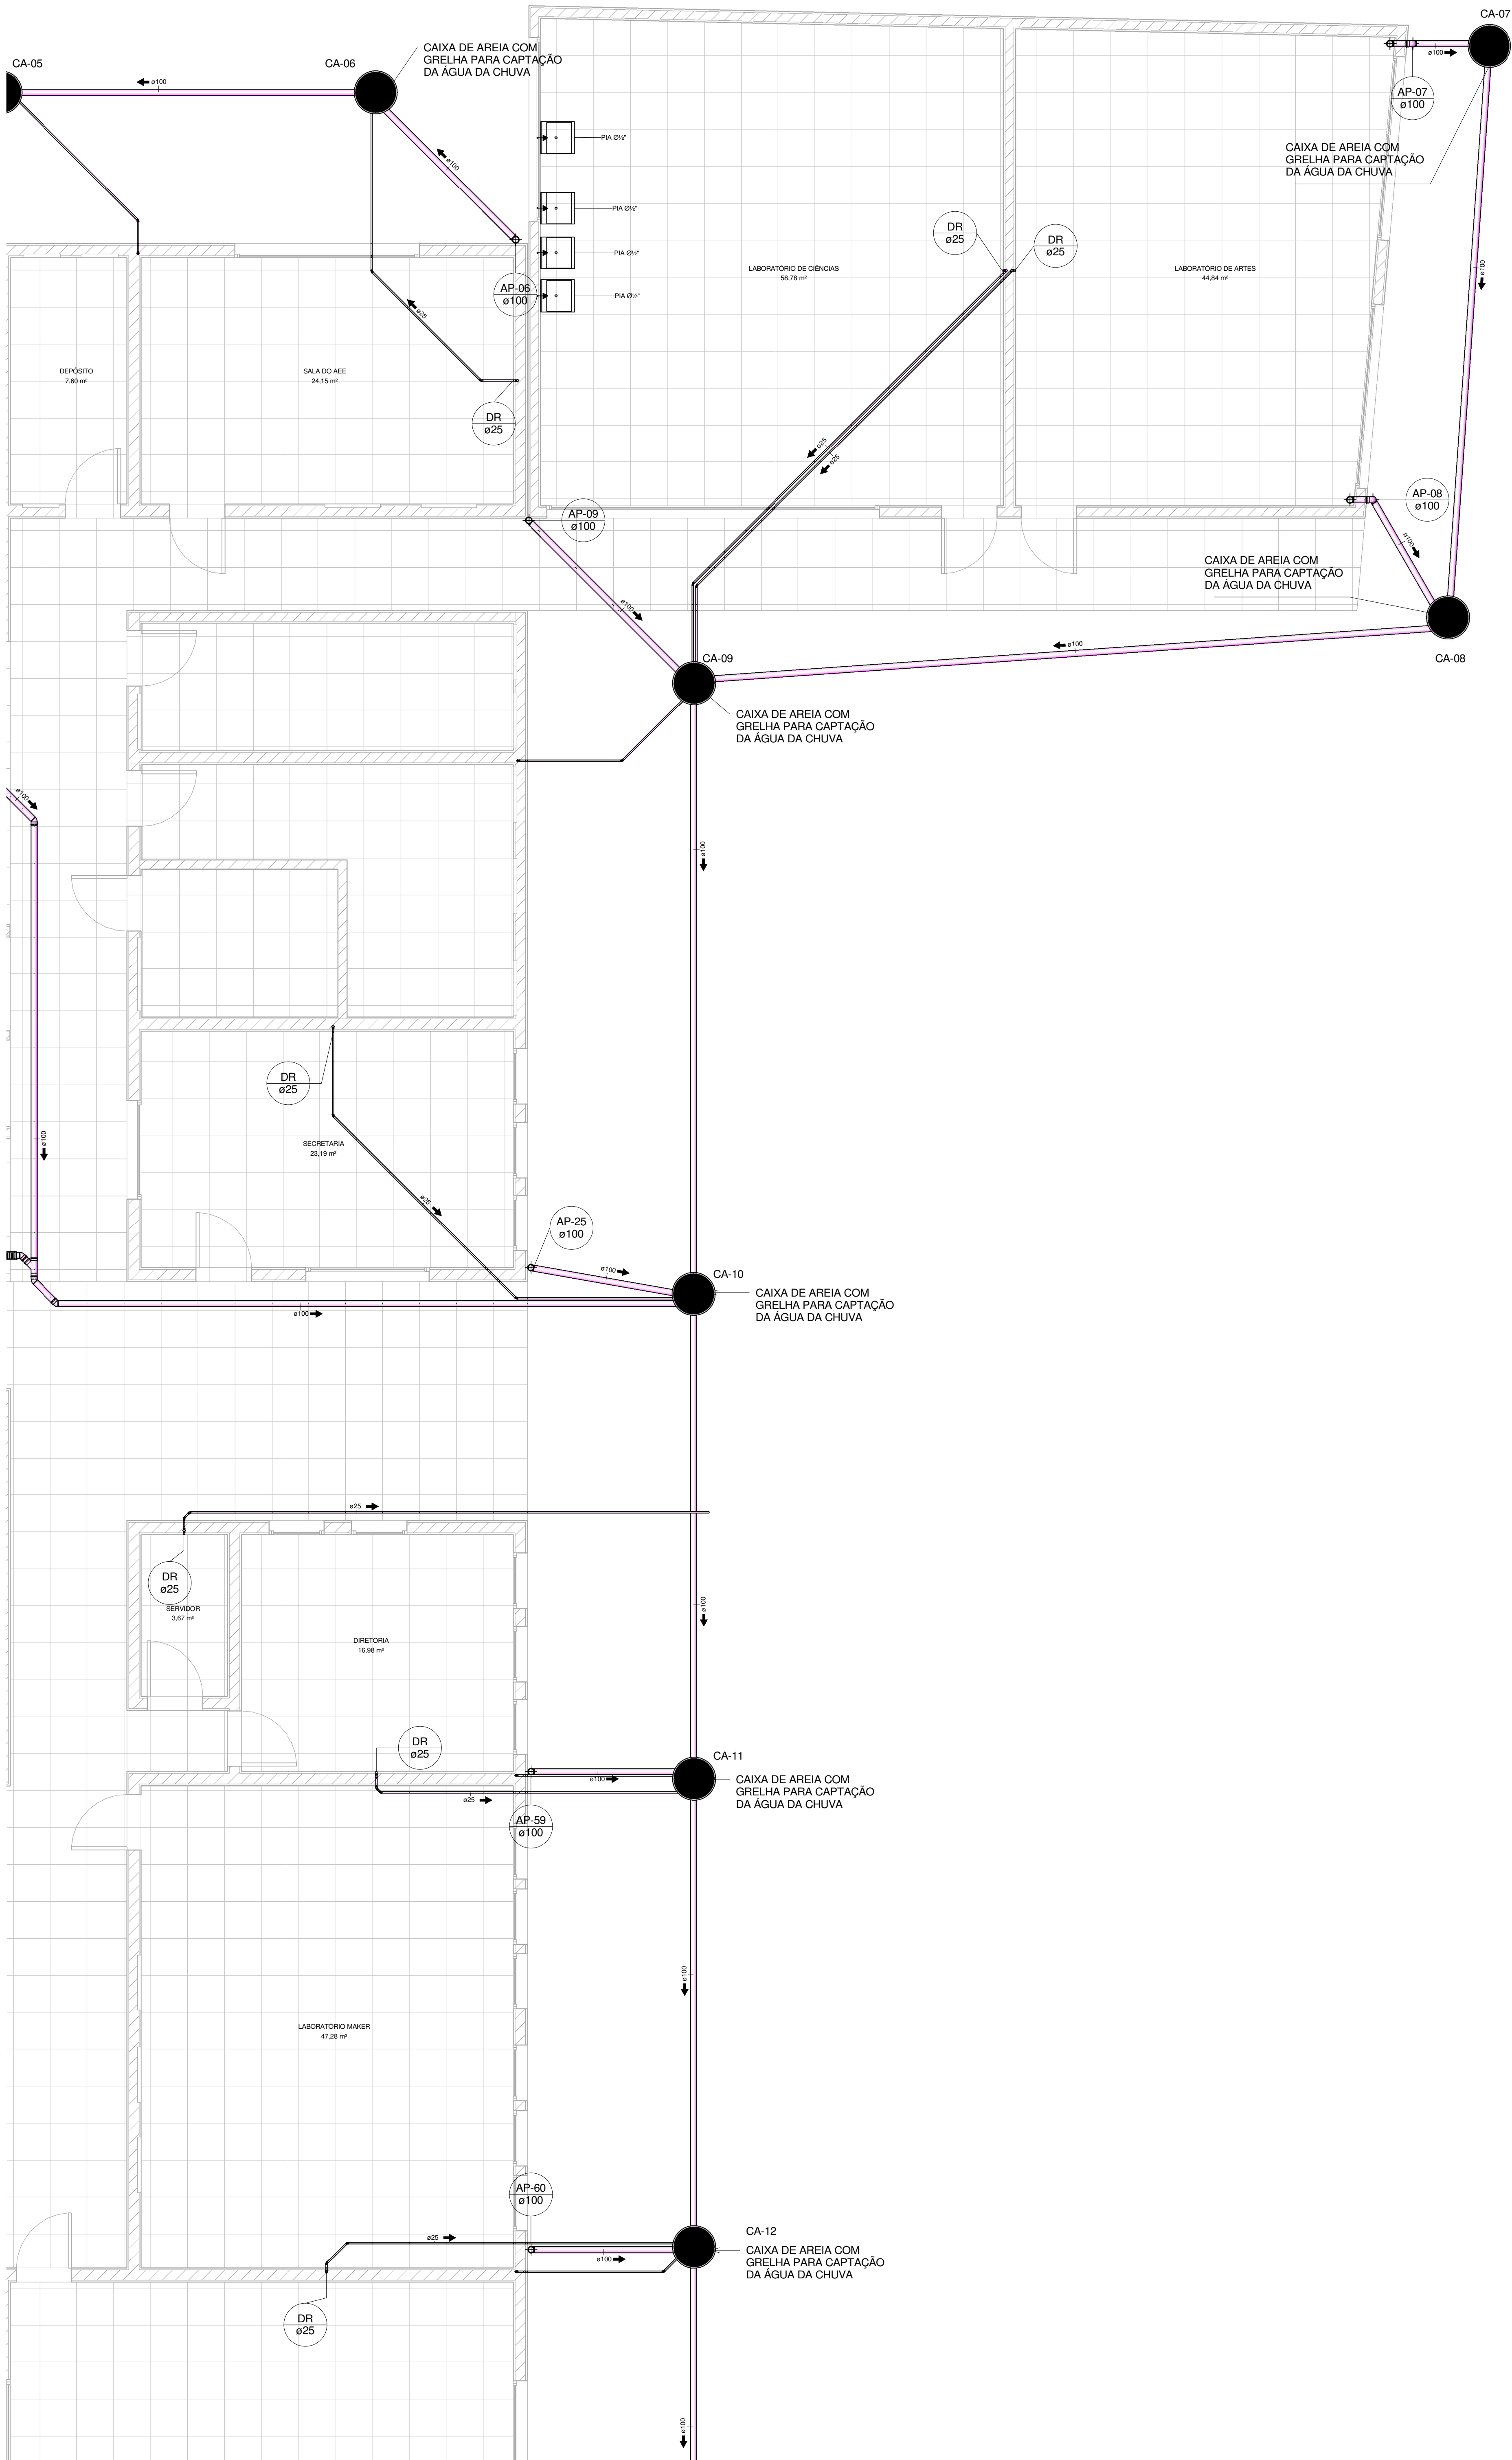 CA-07
CA-05
CA-06
CAIXA DE AREIA COM
GRELHA PARA CAPTAÇÃO
DA ÁGUA DA CHUVA
ø100
ø100
AP-07
ø100
PIA Ø½"
CAIXA DE AREIA COM
GRELHA PARA CAPTAÇÃO
DA ÁGUA DA CHUVA
ø100
PIA Ø½"
DR
ø25
DR
ø25
PIA Ø½"
LABORATÓRIO DE CIÊNCIAS
58,78 m²
LABORATÓRIO DE ARTES
44,84 m²
ø100
AP-06
ø100
PIA Ø½"
ø25
DEPÓSITO
7,60 m²
SALA DO AEE
24,15 m²
DR
ø25
ø25
ø25
AP-08
ø100
AP-09
ø100
ø100
CAIXA DE AREIA COM
GRELHA PARA CAPTAÇÃO
DA ÁGUA DA CHUVA
ø100
ø100
CA-09
CA-08
CAIXA DE AREIA COM
GRELHA PARA CAPTAÇÃO
DA ÁGUA DA CHUVA
ø100
ø100
DR
ø25
ø100
SECRETARIA
23,19 m²
ø25
AP-25
ø100
ø100
CA-10
CAIXA DE AREIA COM
GRELHA PARA CAPTAÇÃO
DA ÁGUA DA CHUVA
ø100
ø25
DR
ø25
SERVIDOR
3,67 m²
ø100
DIRETORIA
16,98 m²
DR
ø25
CA-11
CAIXA DE AREIA COM
GRELHA PARA CAPTAÇÃO
DA ÁGUA DA CHUVA
ø100
ø25
AP-59
ø100
ø100
LABORATÓRIO MAKER
47,28 m²
AP-60
ø100
ø25
CA-12
CAIXA DE AREIA COM
GRELHA PARA CAPTAÇÃO
DA ÁGUA DA CHUVA
ø100
DR
ø25
ø100